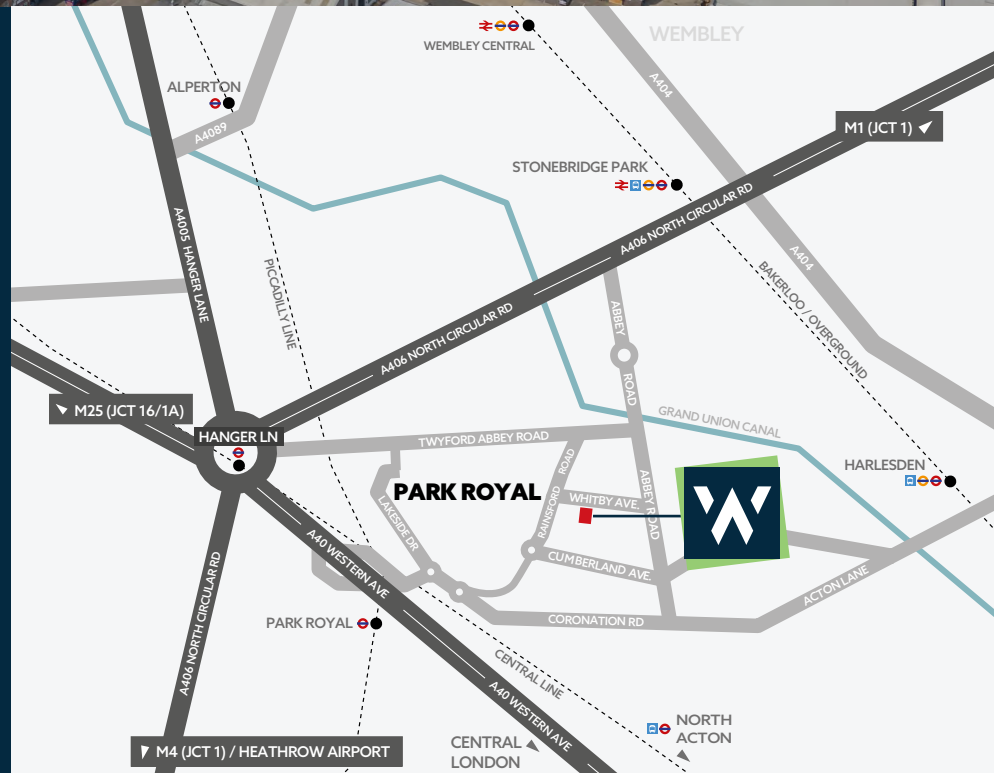 WEMBLEY CENTRAL
WEMBLEY
ALPERTON
A4089
A404
M1 (JCT 1)
STONEBRIDGE PARK
A406 NORTH CIRCULAR RD
A4005 HANGER LANE
PICCADILLY LINE
A404
BAKERLOO / OVERGROUND
A406 NORTH CIRCULAR RD
ABBEY ROAD
M25 (JCT 16/1A)
HANGER LN
TWYFORD ABBEY ROAD
GRAND UNION CANAL
HARLESDEN
PARK ROYAL
LAKESIDE DR
RAINSFORD ROAD
WHITBY AVE.
ABBEY ROAD
W
CUMBERLAND AVE.
A40 WESTERN AVE
ACTON LANE
CORONATION RD
PARK ROYAL
A406 NORTH CIRCULAR RD
CENTRAL LINE
A40 WESTERN AVE
NORTH
ACTON
M4 (JCT 1) / HEATHROW AIRPORT
CENTRAL
LONDON